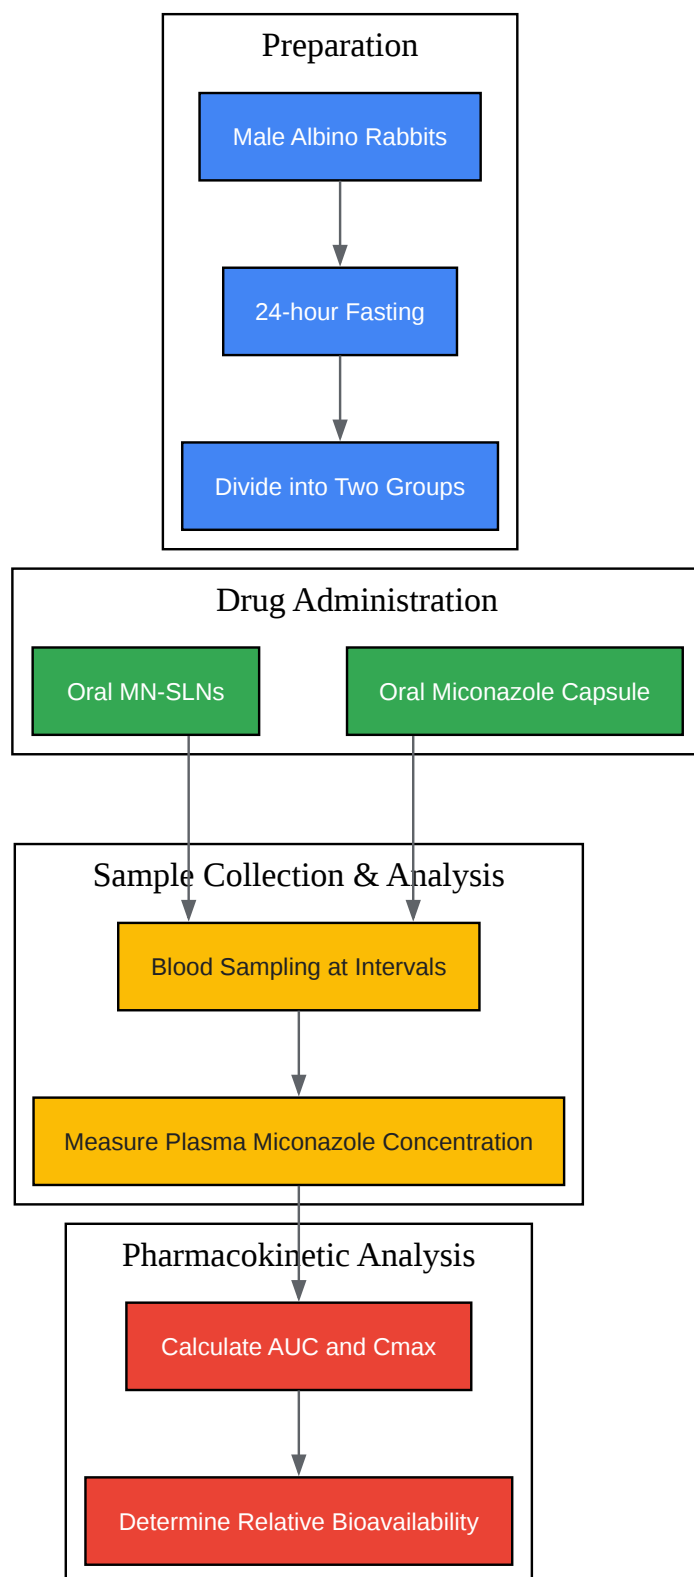 Preparation
Male Albino Rabbits
24-hour Fasting
Divide into Two Groups
Drug Administration
Oral MN-SLNs
Oral Miconazole Capsule
Sample Collection & Analysis
Blood Sampling at Intervals
Measure Plasma Miconazole Concentration
Pharmacokinetic Analysis
Calculate AUC and Cmax
Determine Relative Bioavailability